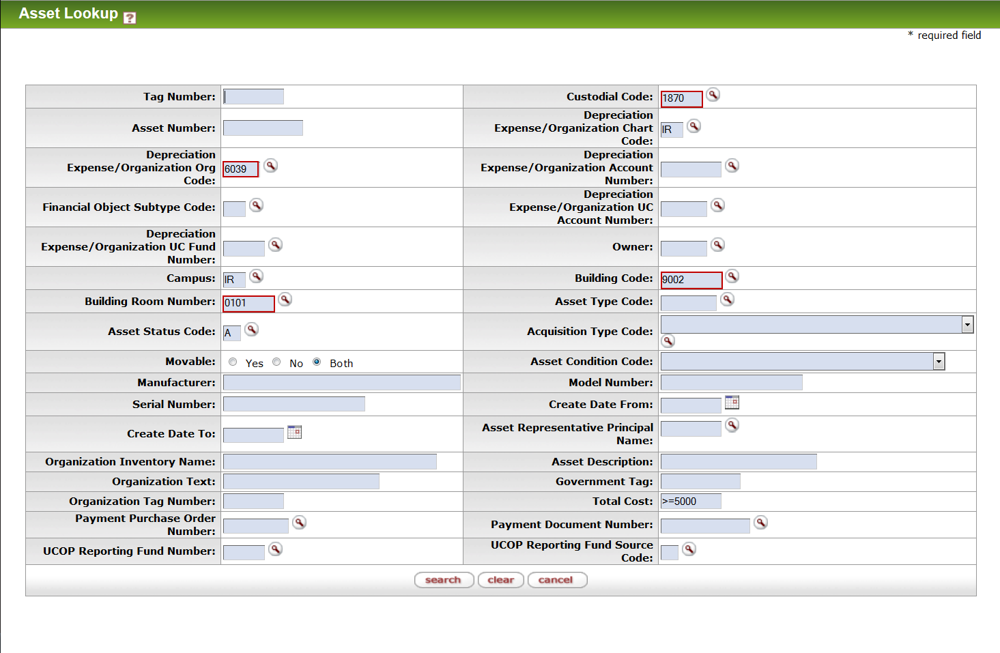 Asset Lookup ?
* required field
Tag Number:
Custodial Code: 1870
Asset Number:
Depreciation
Expense/Organization Chart
Code: IR
Depreciation
Expense/Organization Org
Code: 6039
Depreciation
Expense/Organization Account
Number:
Financial Object Subtype Code:
Depreciation
Expense/Organization UC
Account Number:
Depreciation
Expense/Organization UC Fund
Number:
Owner:
Campus: IR
Building Code: 9002
Building Room Number: 0101
Asset Type Code:
Asset Status Code: A
Acquisition Type Code:
Movable: Yes No Both
Asset Condition Code:
Manufacturer:
Model Number:
Serial Number:
Create Date From:
Create Date To:
Asset Representative Principal
Name:
Organization Inventory Name:
Asset Description:
Organization Text:
Government Tag:
Organization Tag Number:
Total Cost: >=5000
Payment Purchase Order
Number:
Payment Document Number:
UCOP Reporting Fund Number:
UCOP Reporting Fund Source
Code:
search clear cancel